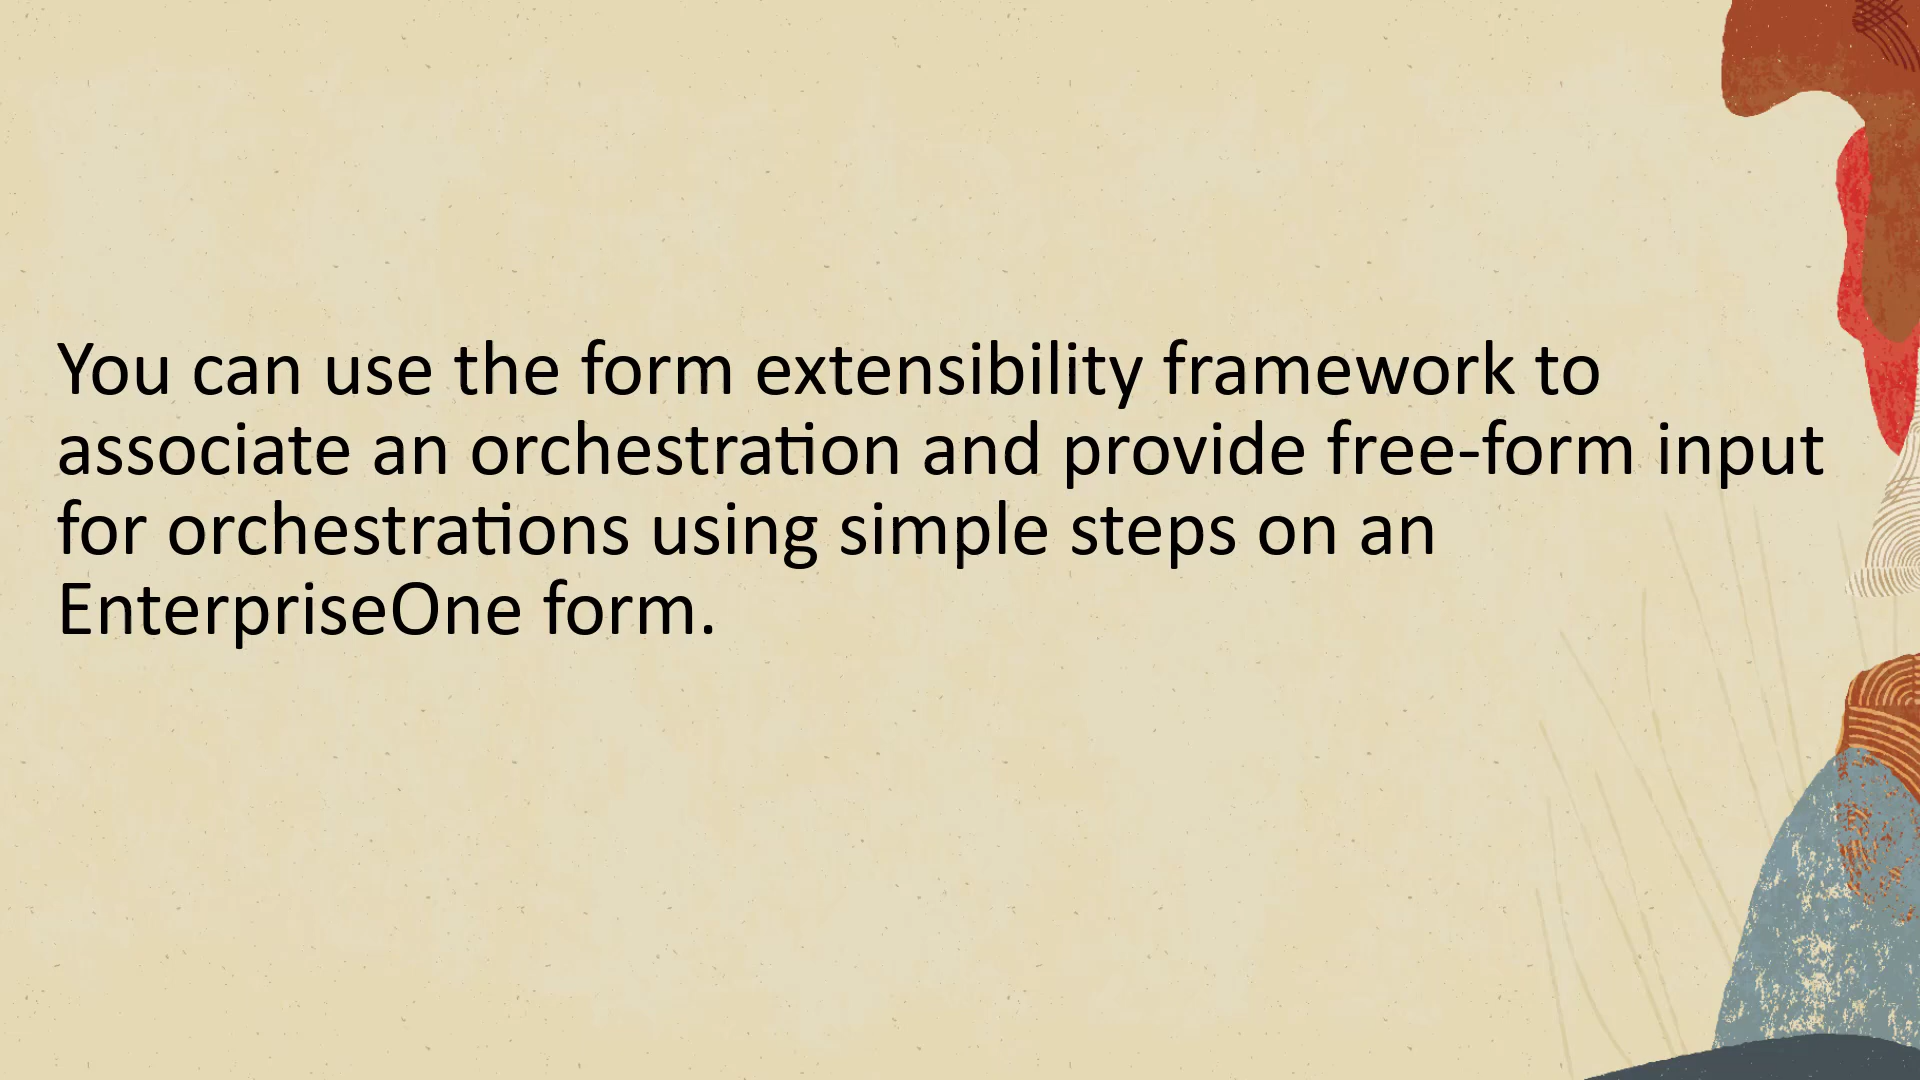 You can use the form extensibility framework to
associate an orchestration and provide free-form input
for orchestrations using simple steps on an
EnterpriseOne form.